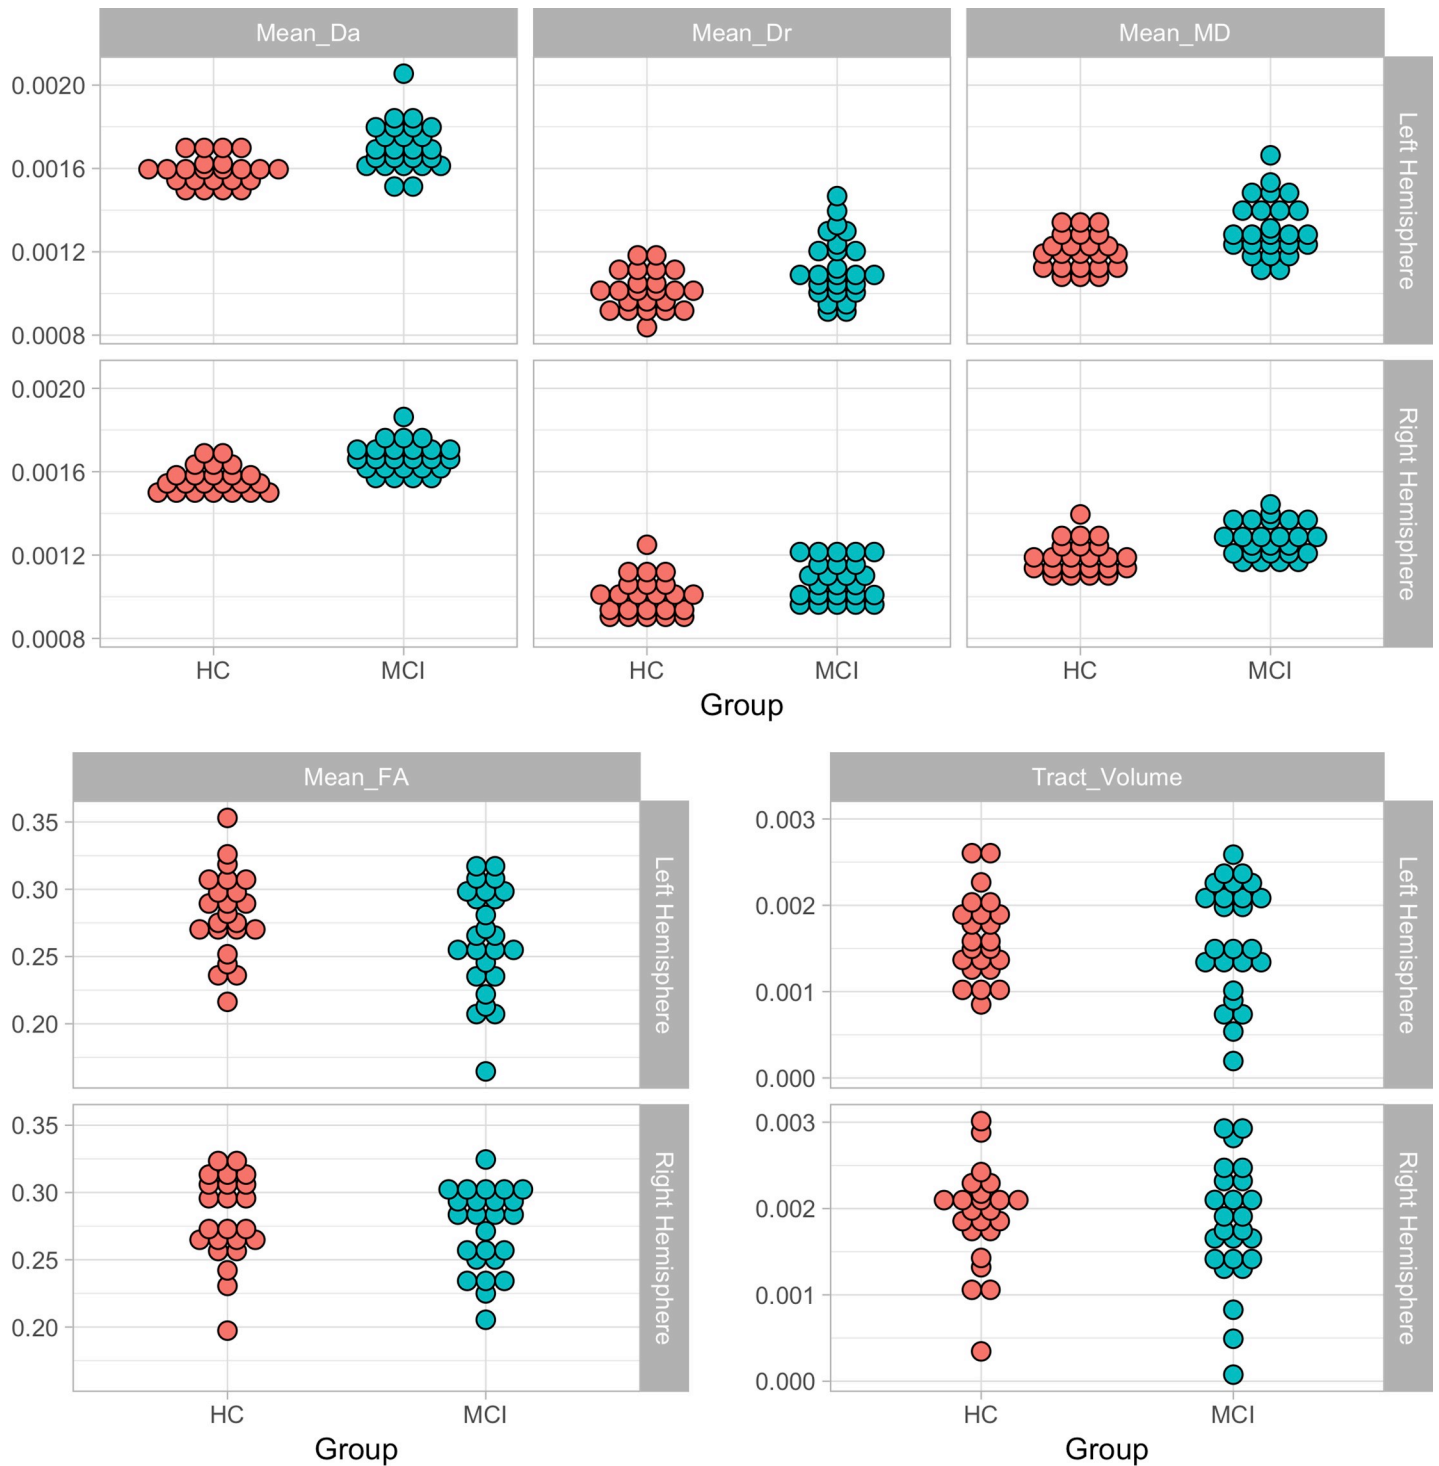 Mean_Da
Mean_Dr
Mean_MD
0.0020
0.0016
0.0012
0.0008
Left Hemisphere
0.0020
0.0016
0.0012
0.0008
Right Hemisphere
HC
MCI
HC
MCI
HC
MCI
Group
Mean_FA
0.35
0.30
0.25
0.20
Left Hemisphere
0.35
0.30
0.25
0.20
Right Hemisphere
HC
MCI
Group
Tract_Volume
0.003
0.002
0.001
0.000
Left Hemisphere
0.003
0.002
0.001
0.000
Right Hemisphere
HC
MCI
Group